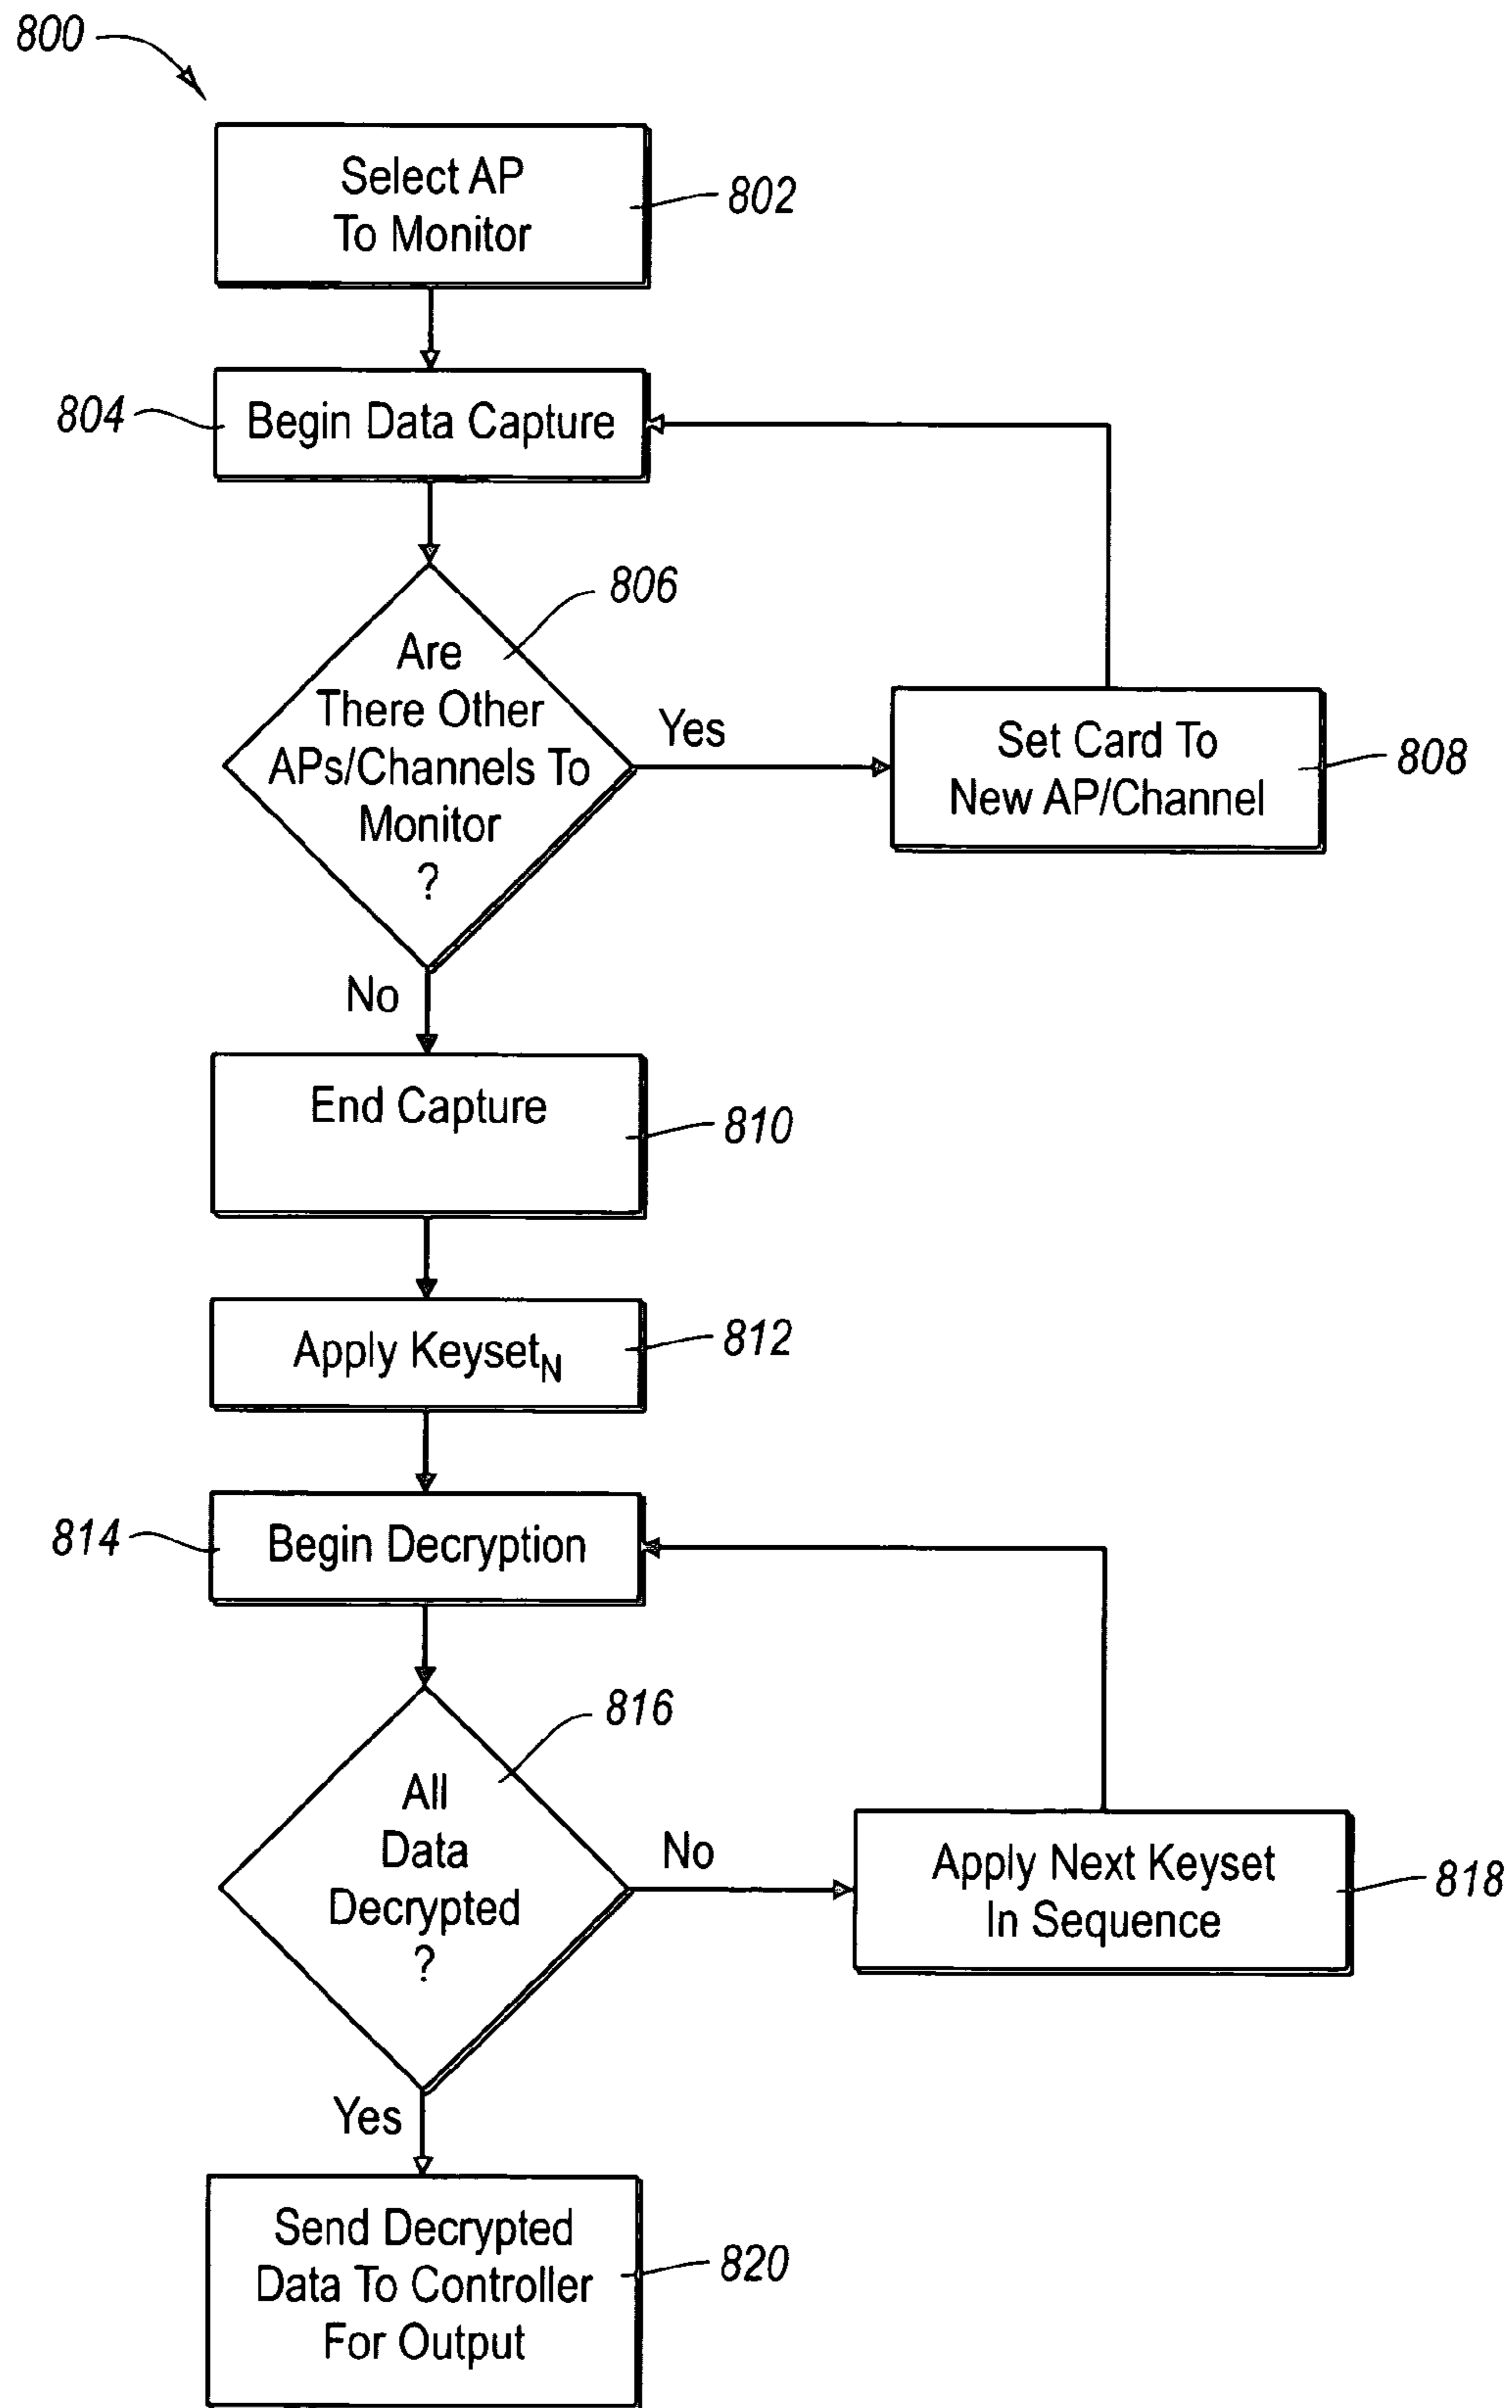 800
Select AP
To Monitor
802
804
Begin Data Capture
806
Are
There Other
APs/Channels To
Monitor
?
Yes
Set Card To
New AP/Channel
808
No
End Capture
810
Apply KeysetN
812
814
Begin Decryption
816
All
Data
Decrypted
?
No
Apply Next Keyset
In Sequence
818
Yes
Send Decrypted
Data To Controller
For Output
820